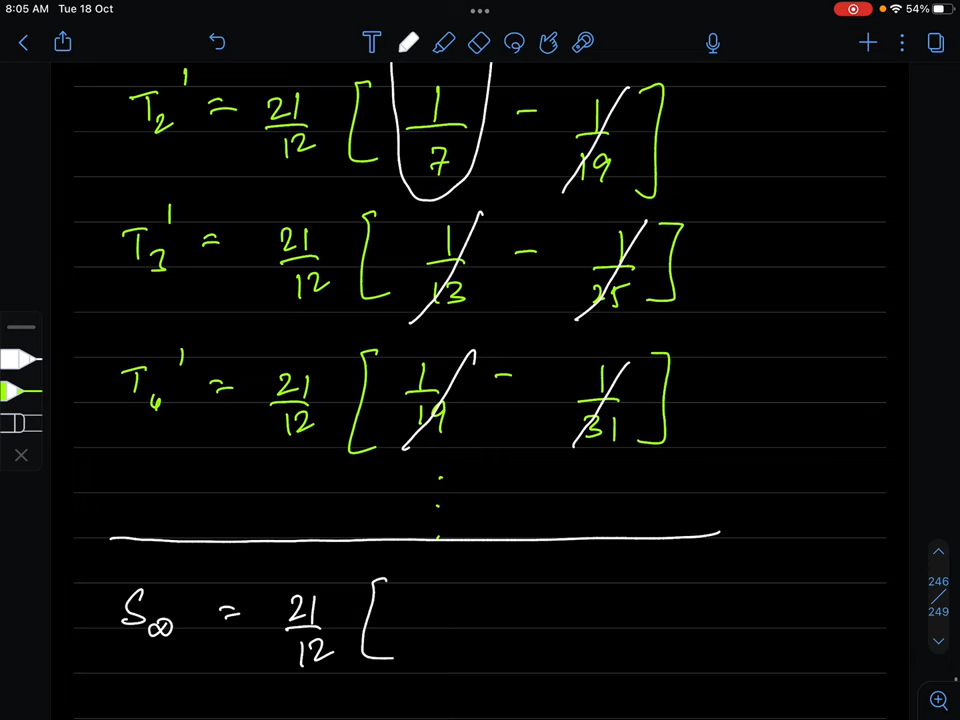 8:05 AM Tue 18 Oct 54%
T
T₂' = 21/12 [ 1/7 - 1/19 ]
T₃' = 21/12 [ 1/13 - 1/25 ]
T₄' = 21/12 [ 1/19 - 1/31 ]
S∞ = 21/12 [
246
249